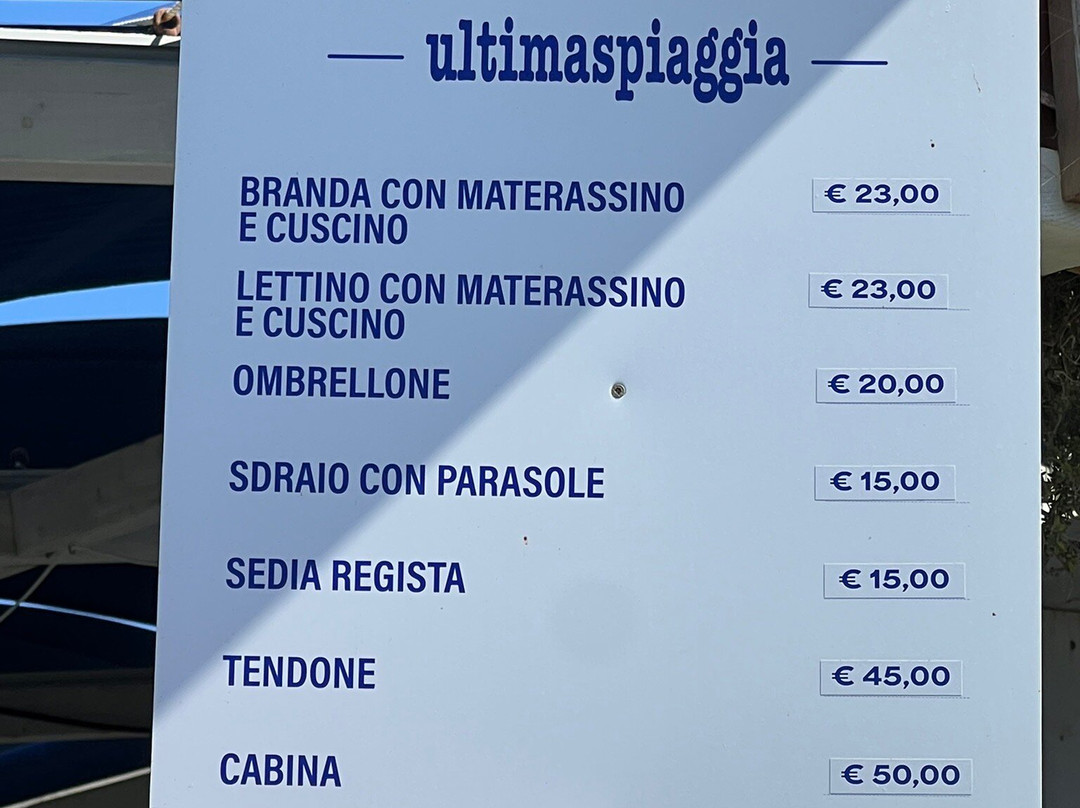 ultimaspiaggia
BRANDA CON MATERASSINO € 23,00
E CUSCINO
LETTINO CON MATERASSINO € 23,00
E CUSCINO
OMBRELLONE € 20,00
SDRAIO CON PARASOLE € 15,00
SEDIA REGISTA € 15,00
TENDONE € 45,00
CABINA € 50,00